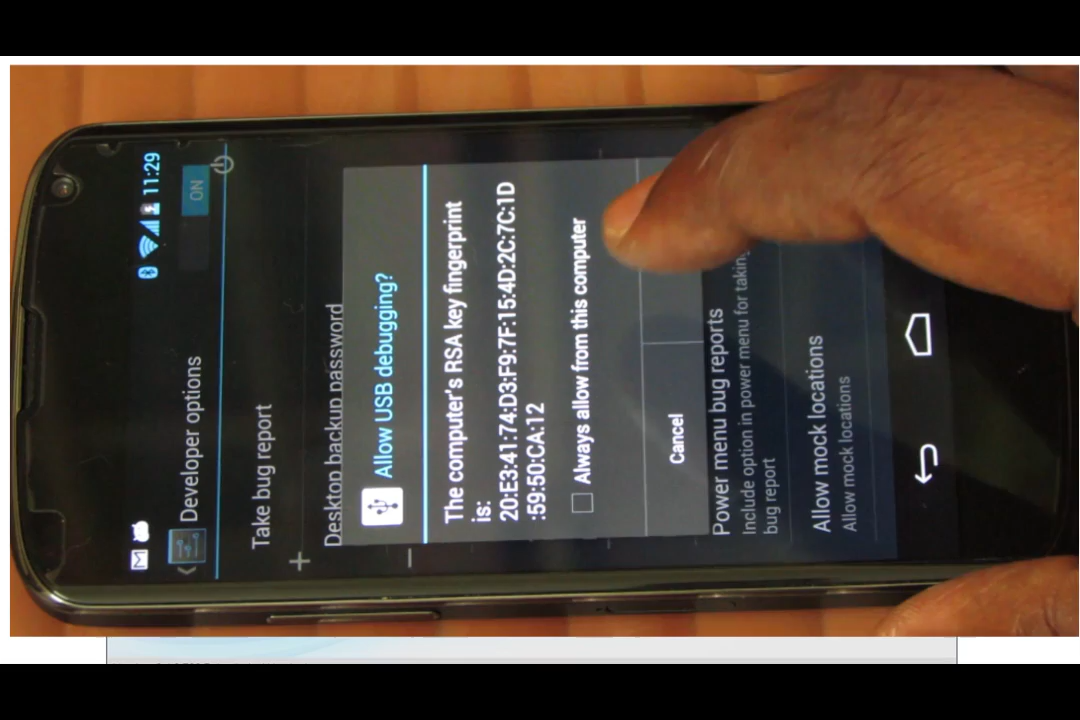 11:29
Developer options
ON
Take bug report
Desktop backup password
Allow USB debugging?
The computer's RSA key fingerprint
is:
20:E3:41:74:D3:F9:7F:15:4D:2C:7C:1D
:59:50:CA:12
Always allow from this computer
Cancel
Power menu bug reports
Include option in power menu for taking
bug report
Allow mock locations
Allow mock locations